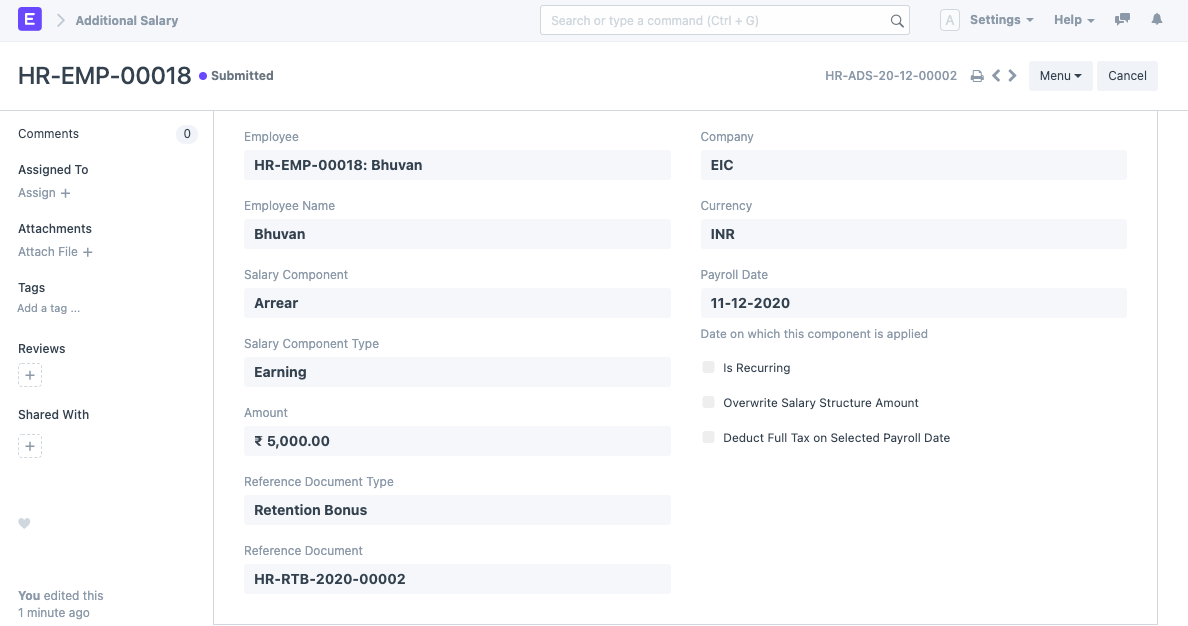 E
Additional Salary
Search or type a command (Ctrl + G)
A
Settings
Help
HR-EMP-00018
Submitted
HR-ADS-20-12-00002
Menu
Cancel
Comments
0
Assigned To
Assign +
Attachments
Attach File +
Tags
Add a tag ...
Reviews
+
Shared With
+
You edited this
1 minute ago
Employee
HR-EMP-00018: Bhuvan
Employee Name
Bhuvan
Salary Component
Arrear
Salary Component Type
Earning
Amount
₹ 5,000.00
Reference Document Type
Retention Bonus
Reference Document
HR-RTB-2020-00002
Company
EIC
Currency
INR
Payroll Date
11-12-2020
Date on which this component is applied
Is Recurring
Overwrite Salary Structure Amount
Deduct Full Tax on Selected Payroll Date